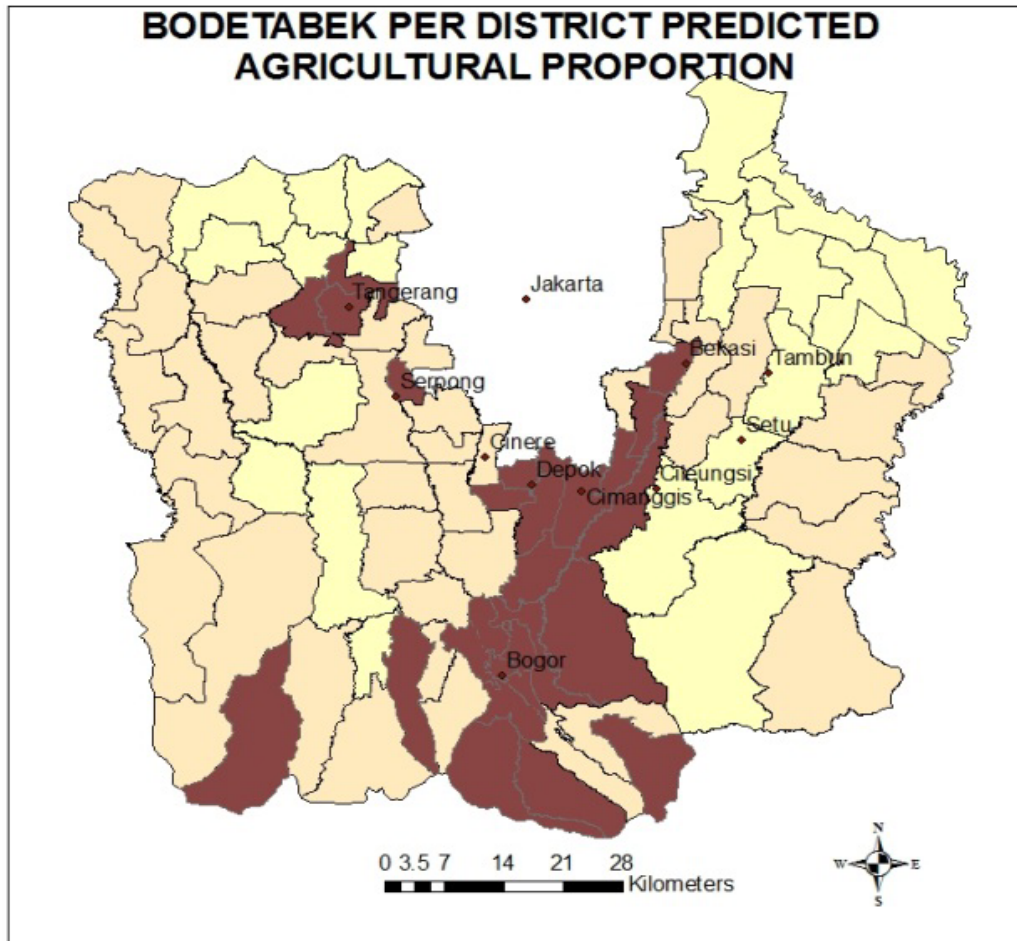 BODETABEK PER DISTRICT PREDICTED
AGRICULTURAL PROPORTION
Jakarta
Tangerang
Bekasi
Tambun
Serpong
Setu
Cinere
Depok
Cileungsi
Cimanggis
Bogor
N
W E
S
0 3.5 7 14 21 28
Kilometers